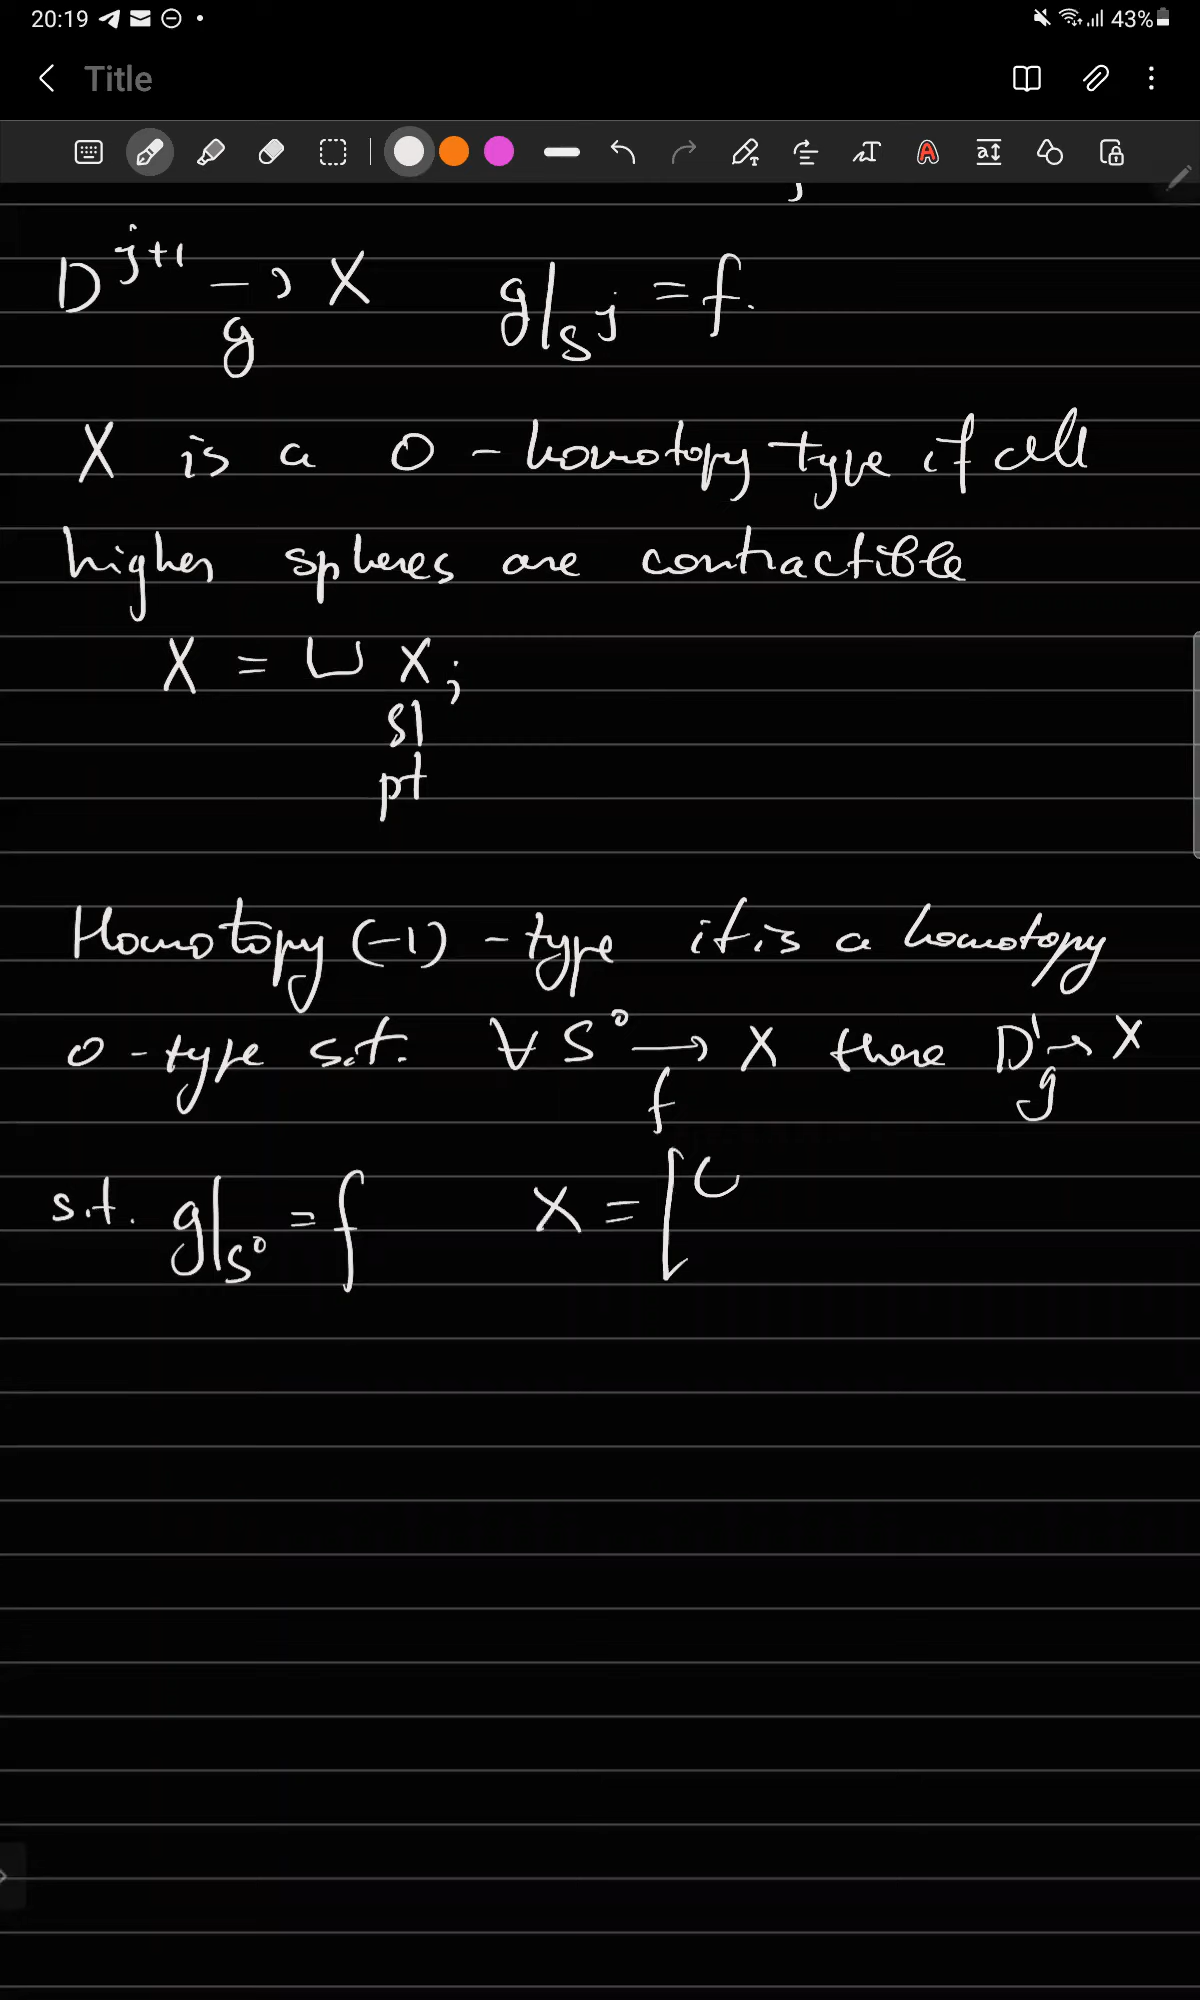 20:19 43%
Title
D^{j+1} → X g|_{S^j} = f.
g
X is a 0 - homotopy type if all
higher spheres are contractible
X = ⊔ X_j
S|
pt
Homotopy (-1) - type if is a homotopy
0 - type s.t. ∀ S^0 → X there D^1 → X
f g
s.t. g|_{S^0} = f X = [